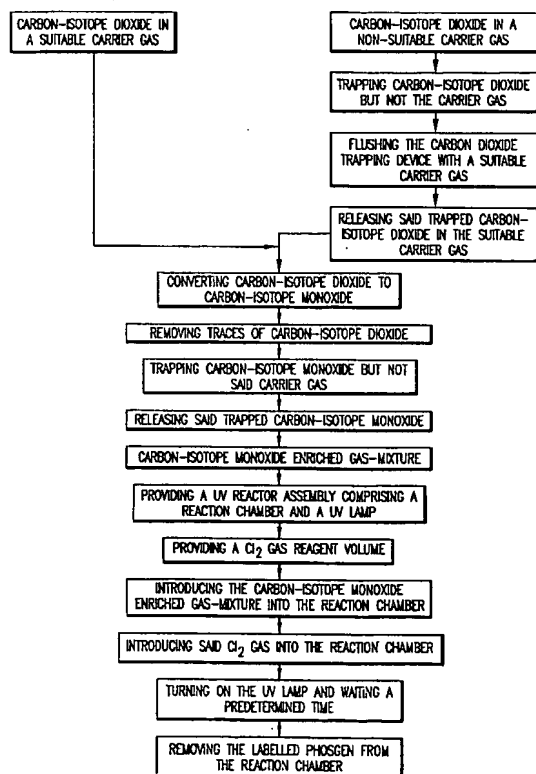 CARBON-ISOTOPE DIOXIDE IN
A SUITABLE CARRIER GAS
CARBON-ISOTOPE DIOXIDE IN A
NON-SUITABLE CARRIER GAS
TRAPPING CARBON-ISOTOPE DIOXIDE
BUT NOT THE CARRIER GAS
FLUSHING THE CARBON DIOXIDE
TRAPPING DEVICE WITH A SUITABLE
CARRIER GAS
RELEASING SAID TRAPPED CARBON-
ISOTOPE DIOXIDE IN THE SUITABLE
CARRIER GAS
CONVERTING CARBON-ISOTOPE DIOXIDE TO
CARBON-ISOTOPE MONOXIDE
REMOVING TRACES OF CARBON-ISOTOPE DIOXIDE
TRAPPING CARBON-ISOTOPE MONOXIDE BUT NOT
SAID CARRIER GAS
RELEASING SAID TRAPPED CARBON-ISOTOPE MONOXIDE
CARBON-ISOTOPE MONOXIDE ENRICHED GAS-MIXTURE
PROVIDING A UV REACTOR ASSEMBLY COMPRISING A
REACTION CHAMBER AND A UV LAMP
PROVIDING A Cl2 GAS REAGENT VOLUME
INTRODUCING THE CARBON-ISOTOPE MONOXIDE
ENRICHED GAS-MIXTURE INTO THE REACTION CHAMBER
INTRODUCING SAID Cl2 GAS INTO THE REACTION CHAMBER
TURNING ON THE UV LAMP AND WAITING A
PREDETERMINED TIME
REMOVING THE LABELLED PHOSGEN FROM
THE REACTION CHAMBER